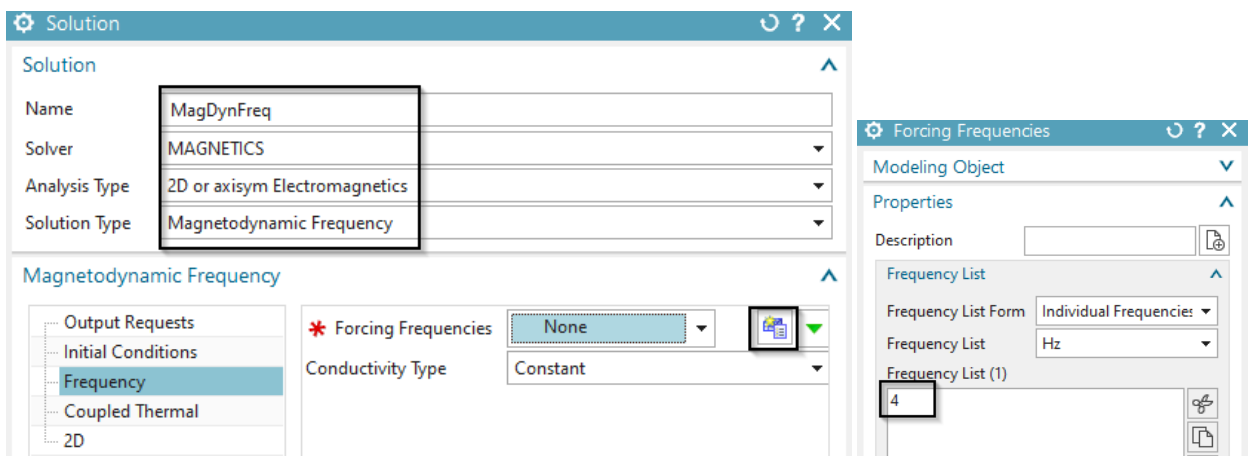 Solution
Solution
Name MagDynFreq
Solver MAGNETICS
Analysis Type 2D or axisym Electromagnetics
Solution Type Magnetodynamic Frequency
Magnetodynamic Frequency
Output Requests
Initial Conditions
Frequency
Coupled Thermal
2D
* Forcing Frequencies None
Conductivity Type Constant
Forcing Frequencies
Modeling Object
Properties
Description
Frequency List
Frequency List Form Individual Frequencies
Frequency List Hz
Frequency List (1)
4